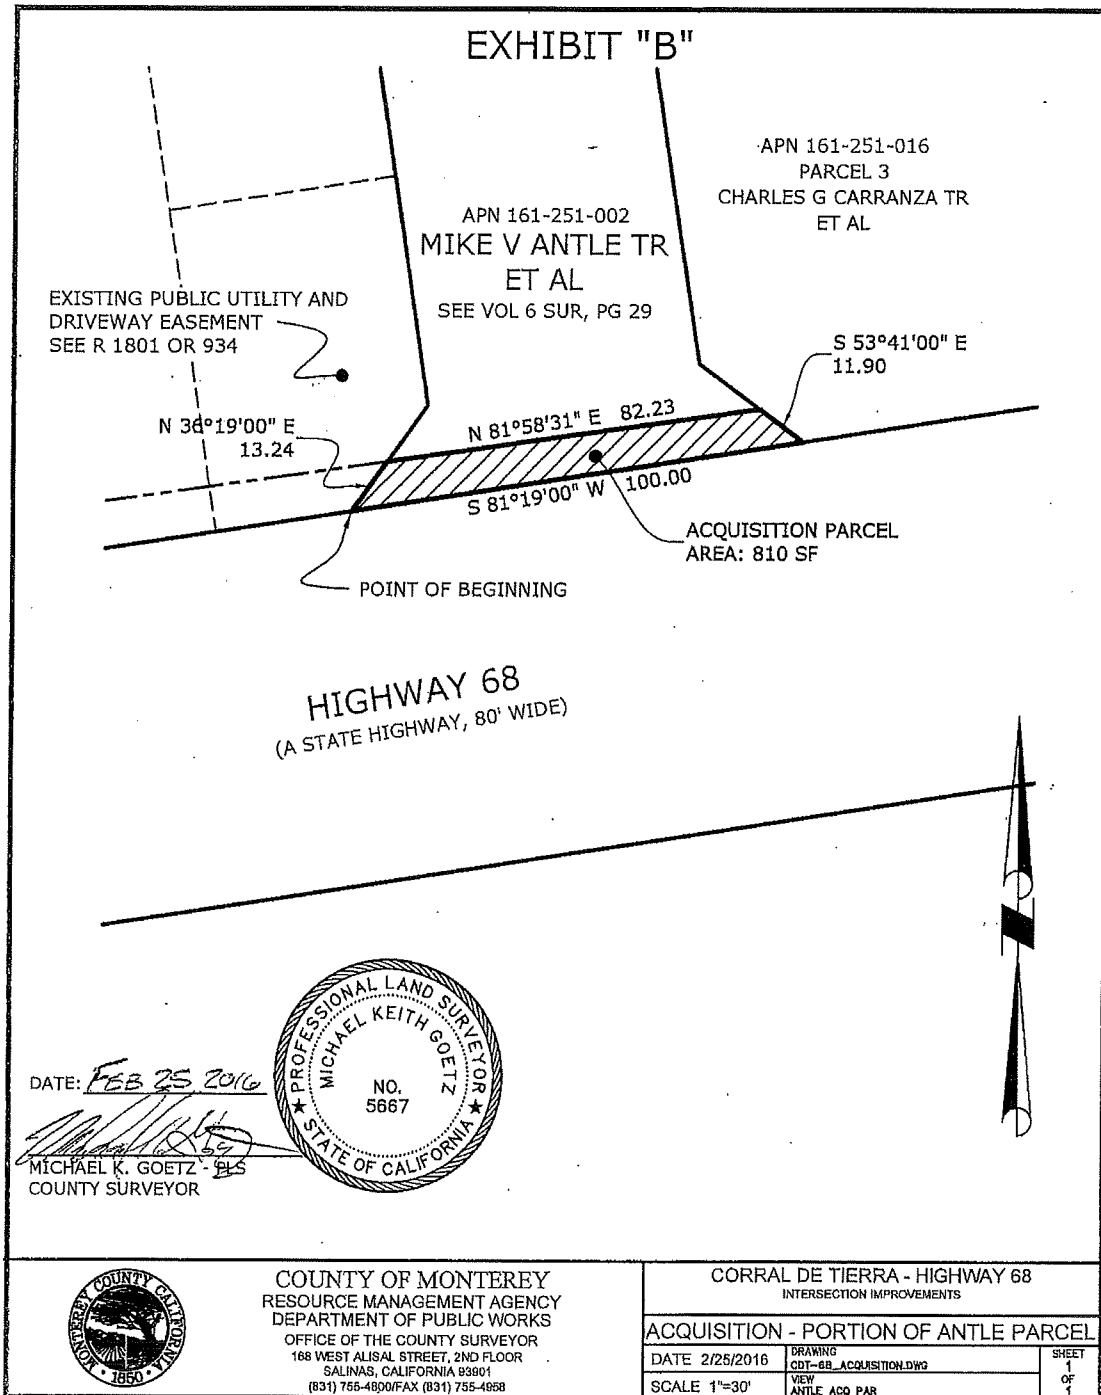 EXHIBIT "B"
APN 161-251-016
PARCEL 3
CHARLES G CARRANZA TR
ET AL
APN 161-251-002
MIKE V ANTLE TR
ET AL
SEE VOL 6 SUR, PG 29
EXISTING PUBLIC UTILITY AND
DRIVEWAY EASEMENT
SEE R 1801 OR 934
S 53°41'00" E
11.90
N 36°19'00" E
13.24
N 81°58'31" E 82.23
S 81°19'00" W 100.00
ACQUISITION PARCEL
AREA: 810 SF
POINT OF BEGINNING
HIGHWAY 68
(A STATE HIGHWAY, 80' WIDE)
PROFESSIONAL LAND SURVEYOR
MICHAEL KEITH GOETZ
NO.
5667
STATE OF CALIFORNIA
DATE: FEB 25 2016
MICHAEL K. GOETZ - PLS
COUNTY SURVEYOR
MONTEREY COUNTY CALIFORNIA
1850
COUNTY OF MONTEREY
RESOURCE MANAGEMENT AGENCY
DEPARTMENT OF PUBLIC WORKS
OFFICE OF THE COUNTY SURVEYOR
168 WEST ALISAL STREET, 2ND FLOOR
SALINAS, CALIFORNIA 93901
(831) 755-4800/FAX (831) 755-4958
CORRAL DE TIERRA - HIGHWAY 68
INTERSECTION IMPROVEMENTS
ACQUISITION - PORTION OF ANTLE PARCEL
DATE 2/25/2016
DRAWING
CDT-68_ACQUISITION.DWG
SHEET
1
OF
1
SCALE 1"=30'
VIEW
ANTLE ACQ PAR